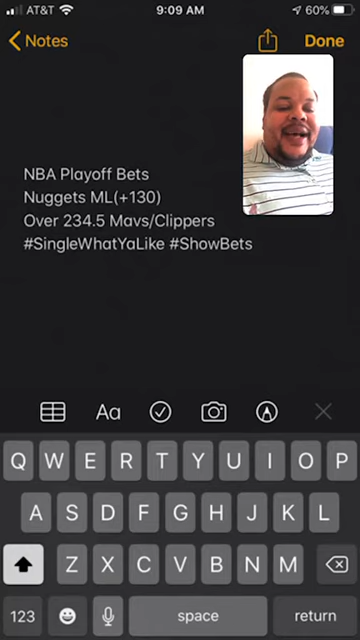 AT&T 9:09 AM 60%
Notes Done
NBA Playoff Bets
Nuggets ML(+130)
Over 234.5 Mavs/Clippers
#SingleWhatYaLike #ShowBets
Aa
Q W E R T Y U I O P
A S D F G H J K L
Z X C V B N M
123 space return